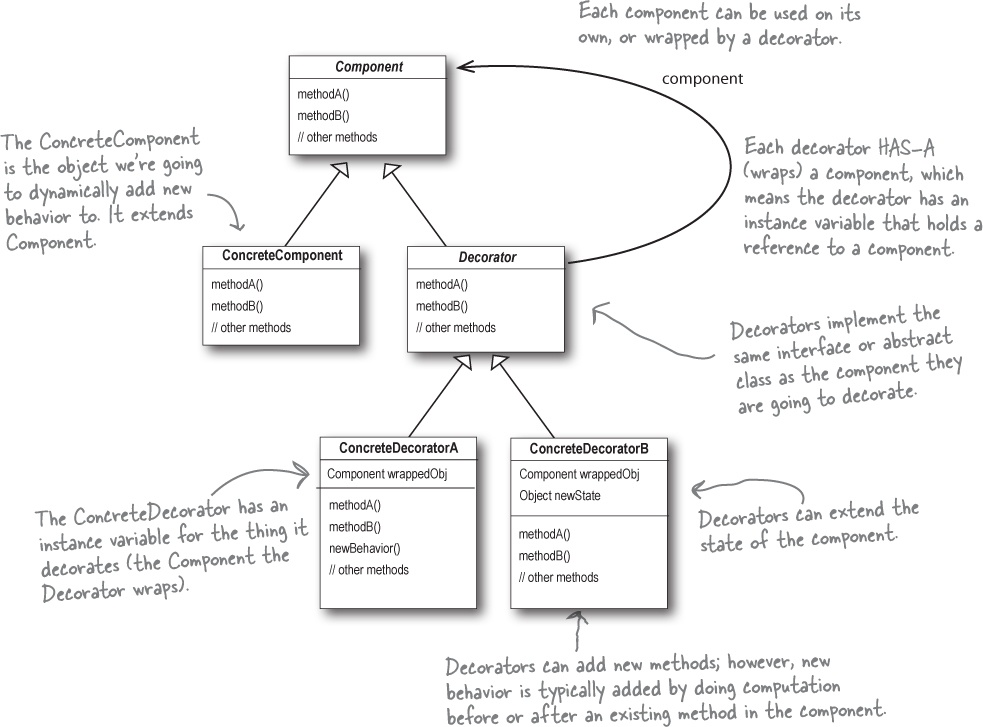 Each component can be used on its
own, or wrapped by a decorator.
Component
methodA()
methodB()
// other methods
component
The ConcreteComponent
is the object we're going
to dynamically add new
behavior to. It extends
Component.
Each decorator HAS-A
(wraps) a component, which
means the decorator has an
instance variable that holds a
reference to a component.
ConcreteComponent
methodA()
methodB()
// other methods
Decorator
methodA()
methodB()
// other methods
Decorators implement the
same interface or abstract
class as the component they
are going to decorate.
ConcreteDecoratorA
Component wrappedObj
methodA()
methodB()
newBehavior()
// other methods
ConcreteDecoratorB
Component wrappedObj
Object newState
methodA()
methodB()
// other methods
The ConcreteDecorator has an
instance variable for the thing it
decorates (the Component the
Decorator wraps).
Decorators can extend the
state of the component.
Decorators can add new methods; however, new
behavior is typically added by doing computation
before or after an existing method in the component.